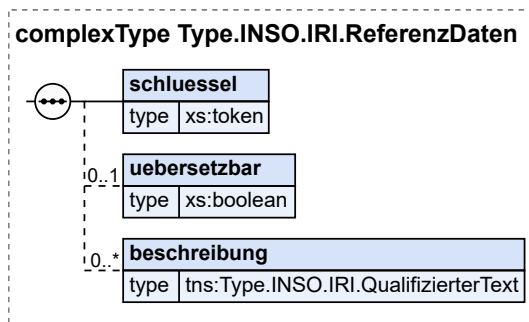 complexType Type.INSO.IRI.ReferenzDaten
schluessel
type xs:token
0..1 uebersetzbar
type xs:boolean
0..* beschreibung
type tns:Type.INSO.IRI.QualifizierterText